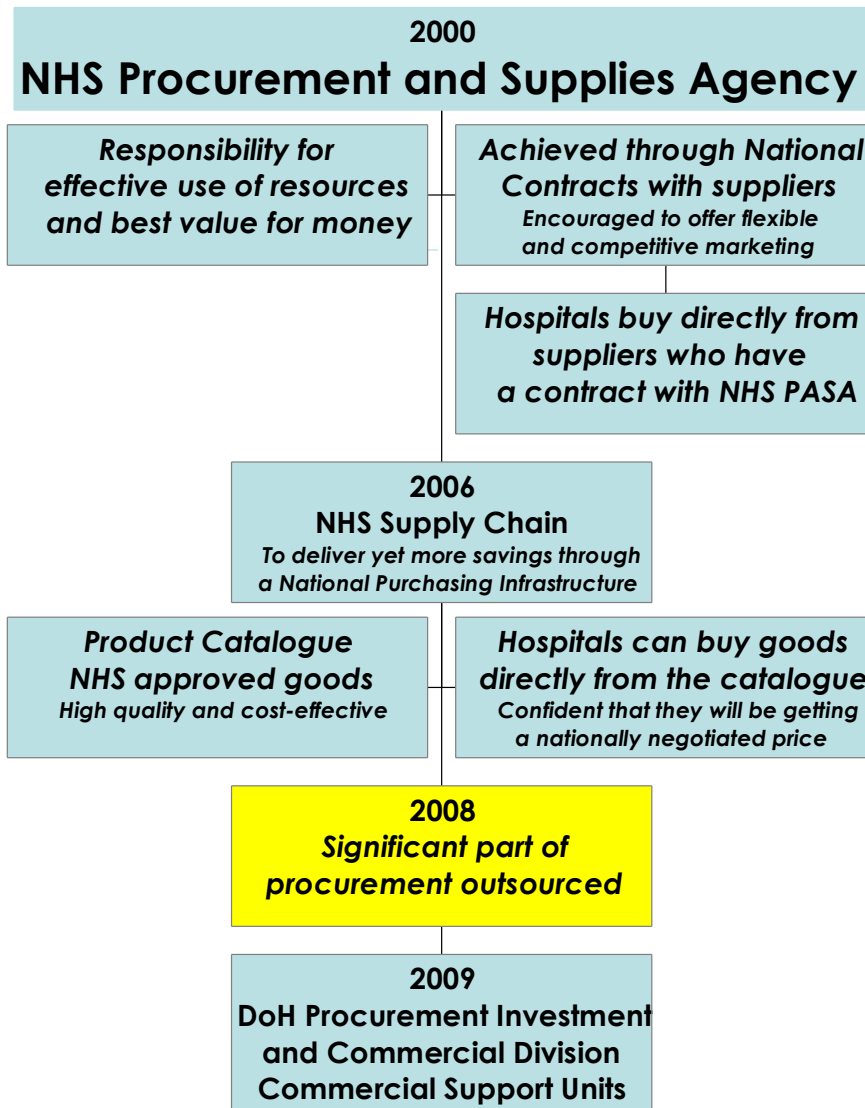 2000
NHS Procurement and Supplies Agency
Responsibility for
effective use of resources
and best value for money
Achieved through National
Contracts with suppliers
Encouraged to offer flexible
and competitive marketing
Hospitals buy directly from
suppliers who have
a contract with NHS PASA
2006
NHS Supply Chain
To deliver yet more savings through
a National Purchasing Infrastructure
Product Catalogue
NHS approved goods
High quality and cost-effective
Hospitals can buy goods
directly from the catalogue
Confident that they will be getting
a nationally negotiated price
2008
Significant part of
procurement outsourced
2009
DoH Procurement Investment
and Commercial Division
Commercial Support Units